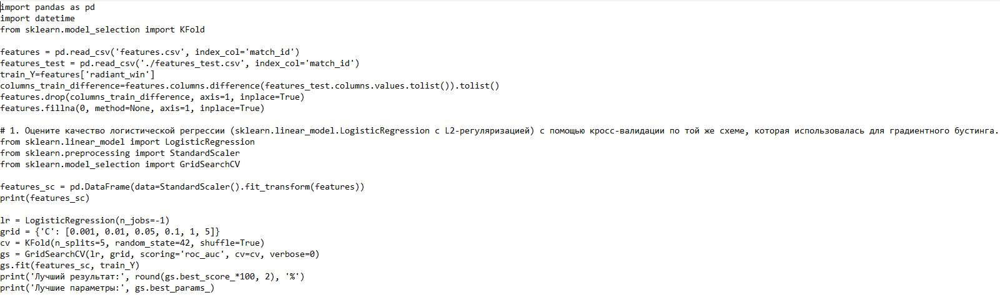 import pandas as pd
import datetime
from sklearn.model_selection import KFold
features = pd.read_csv('features.csv', index_col='match_id')
features_test = pd.read_csv('./features_test.csv', index_col='match_id')
train_Y=features['radiant_win']
columns_train_difference=features.columns.difference(features_test.columns.values.tolist()).tolist()
features.drop(columns_train_difference, axis=1, inplace=True)
features.fillna(0, method=None, axis=1, inplace=True)
# 1. Оцените качество логистической регрессии (sklearn.linear_model.LogisticRegression с L2-регуляризацией) с помощью кросс-валидации по той же схеме, которая использовалась для градиентного бустинга.
from sklearn.linear_model import LogisticRegression
from sklearn.preprocessing import StandardScaler
from sklearn.model_selection import GridSearchCV
features_sc = pd.DataFrame(data=StandardScaler().fit_transform(features))
print(features_sc)
lr = LogisticRegression(n_jobs=-1)
grid = {'C': [0.001, 0.01, 0.05, 0.1, 1, 5]}
cv = KFold(n_splits=5, random_state=42, shuffle=True)
gs = GridSearchCV(lr, grid, scoring='roc_auc', cv=cv, verbose=0)
gs.fit(features_sc, train_Y)
print('Лучший результат:', round(gs.best_score_*100, 2), '%')
print('Лучшие параметры:', gs.best_params_)